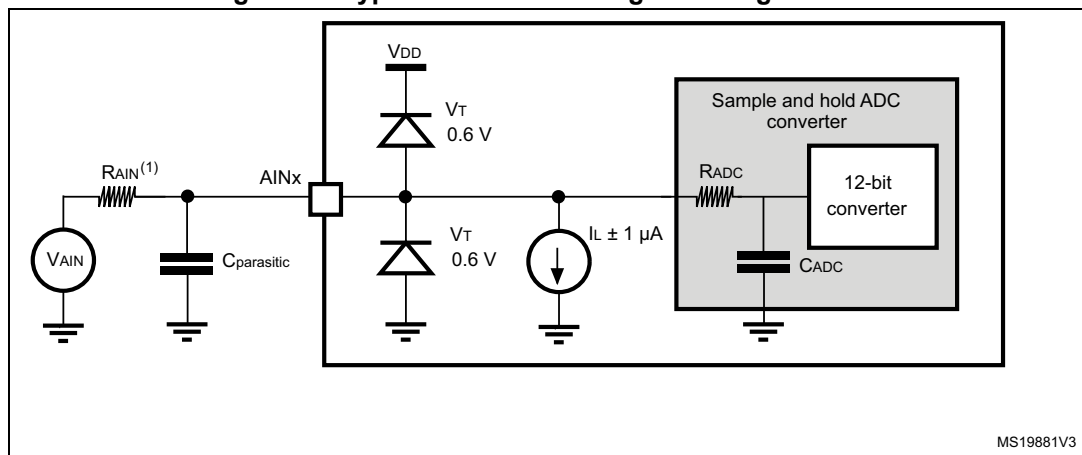 VDD
VT
0.6 V
Sample and hold ADC
converter
RAIN(1)
AINx
RADC
12-bit
converter
VAIN
Cparasitic
VT
0.6 V
IL ± 1 µA
CADC
MS19881V3